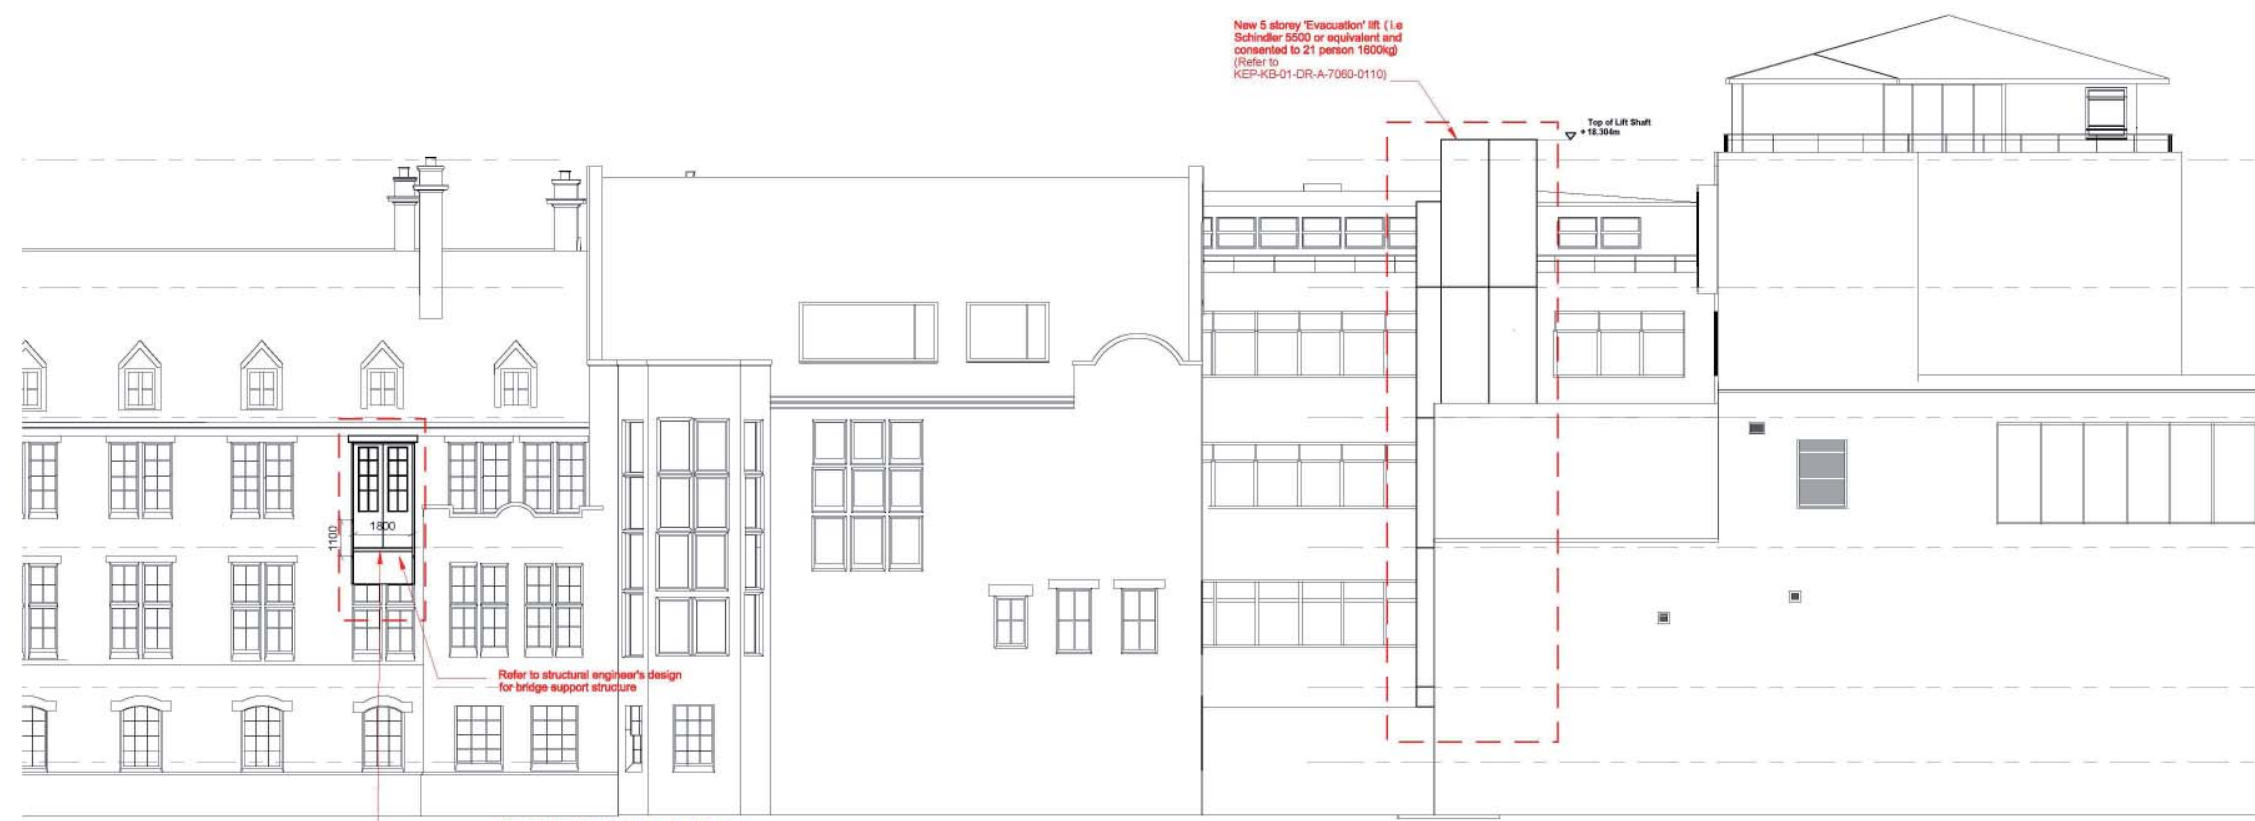 New 5 storey 'Evacuation' lift ( i.e
Schindler 5500 or equivalent and
consented to 21 person 1600kg)
(Refer to
KEP-KB-01-DR-A-7060-0110)
Top of Lift Shaft
+ 18.304m
1100
1800
Refer to structural engineer's design
for bridge support structure